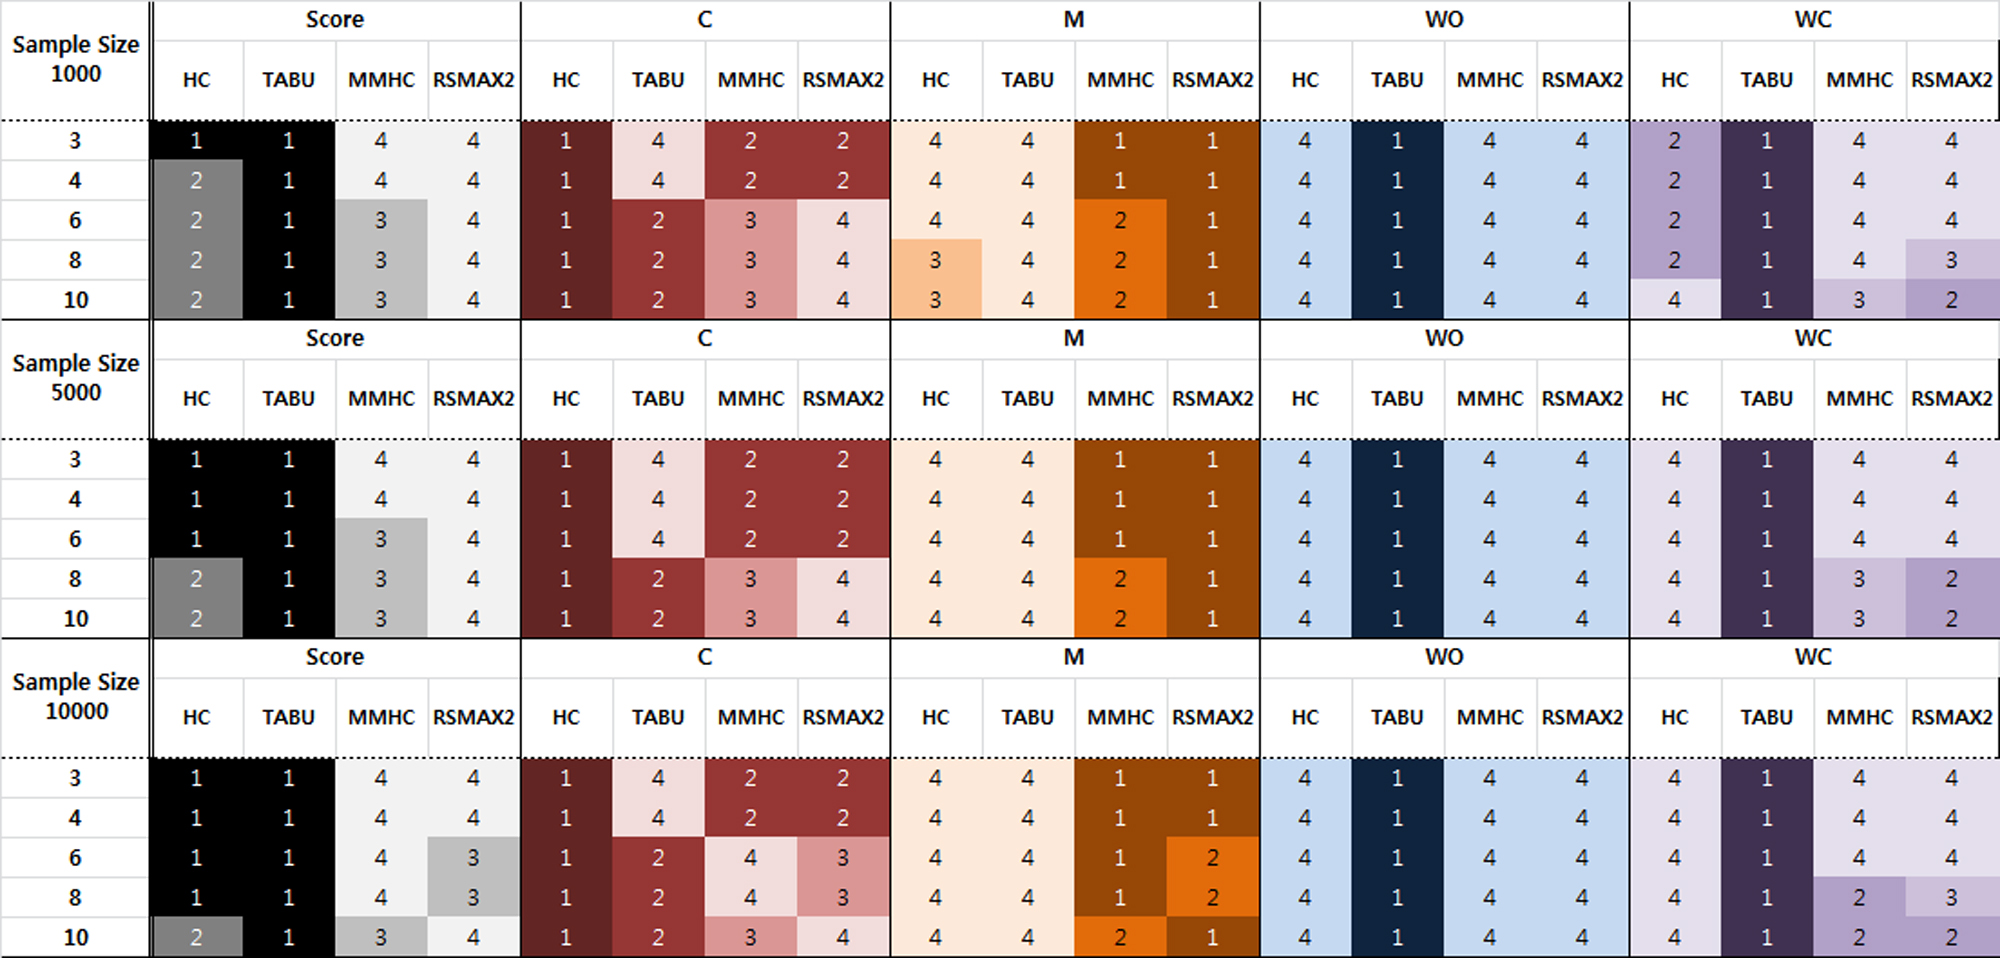 Score C M WO WC
Sample Size
1000
HC TABU MMHC RSMAX2 HC TABU MMHC RSMAX2 HC TABU MMHC RSMAX2 HC TABU MMHC RSMAX2 HC TABU MMHC RSMAX2
3 1 1 4 4 1 4 2 2 4 4 1 1 4 1 4 4 2 1 4 4
4 2 1 4 4 1 4 2 2 4 4 1 1 4 1 4 4 2 1 4 4
6 2 1 3 4 1 2 3 4 4 4 2 1 4 1 4 4 2 1 4 4
8 2 1 3 4 1 2 3 4 3 4 2 1 4 1 4 4 2 1 4 3
10 2 1 3 4 1 2 3 4 3 4 2 1 4 1 4 4 4 1 3 2
Score C M WO WC
Sample Size
5000
HC TABU MMHC RSMAX2 HC TABU MMHC RSMAX2 HC TABU MMHC RSMAX2 HC TABU MMHC RSMAX2 HC TABU MMHC RSMAX2
3 1 1 4 4 1 4 2 2 4 4 1 1 4 1 4 4 4 1 4 4
4 1 1 4 4 1 4 2 2 4 4 1 1 4 1 4 4 4 1 4 4
6 1 1 3 4 1 4 2 2 4 4 1 1 4 1 4 4 4 1 4 4
8 2 1 3 4 1 2 3 4 4 4 2 1 4 1 4 4 4 1 3 2
10 2 1 3 4 1 2 3 4 4 4 2 1 4 1 4 4 4 1 3 2
Score C M WO WC
Sample Size
10000
HC TABU MMHC RSMAX2 HC TABU MMHC RSMAX2 HC TABU MMHC RSMAX2 HC TABU MMHC RSMAX2 HC TABU MMHC RSMAX2
3 1 1 4 4 1 4 2 2 4 4 1 1 4 1 4 4 4 1 4 4
4 1 1 4 4 1 4 2 2 4 4 1 1 4 1 4 4 4 1 4 4
6 1 1 4 3 1 2 4 3 4 4 1 2 4 1 4 4 4 1 4 4
8 1 1 4 3 1 2 4 3 4 4 1 2 4 1 4 4 4 1 2 3
10 2 1 3 4 1 2 3 4 4 4 2 1 4 1 4 4 4 1 2 2